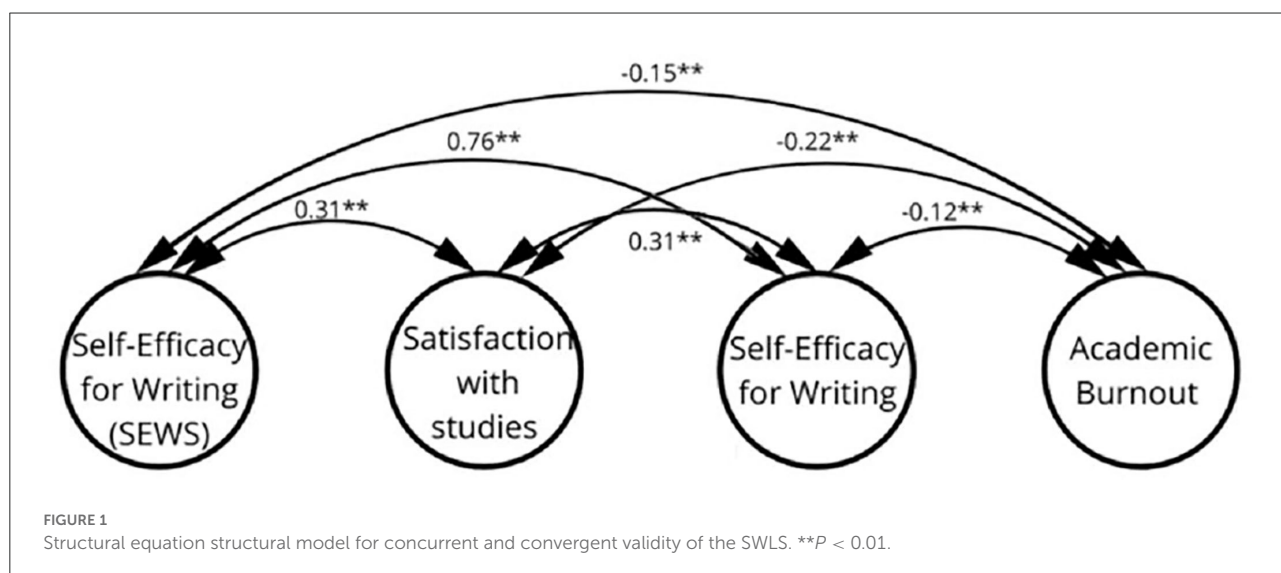 -0.15**
0.76**
-0.22**
0.31**
-0.12**
0.31**
Self-Efficacy
for Writing
(SEWS)
Satisfaction
with
studies
Self-Efficacy
for Writing
Academic
Burnout
FIGURE 1
Structural equation structural model for concurrent and convergent validity of the SWLS. **P < 0.01.